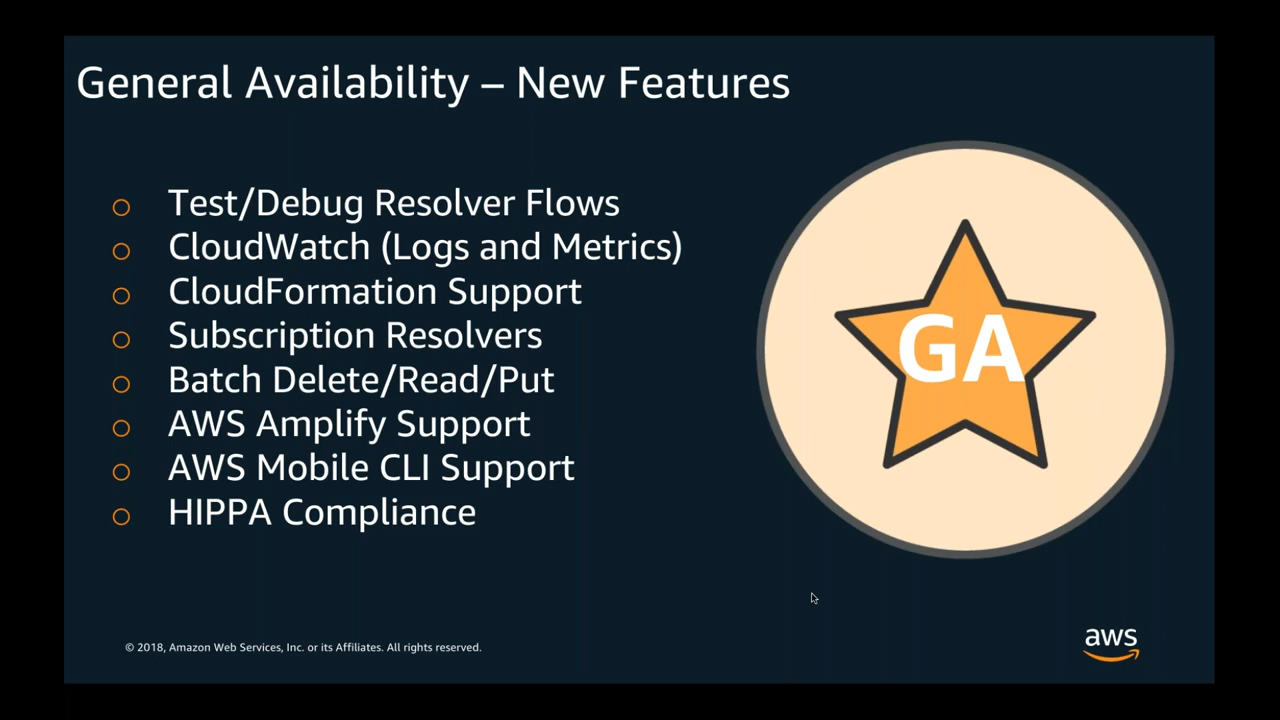 General Availability – New Features
Test/Debug Resolver Flows
CloudWatch (Logs and Metrics)
CloudFormation Support
Subscription Resolvers
Batch Delete/Read/Put
AWS Amplify Support
AWS Mobile CLI Support
HIPPA Compliance
GA
© 2018, Amazon Web Services, Inc. or its Affiliates. All rights reserved.
aws